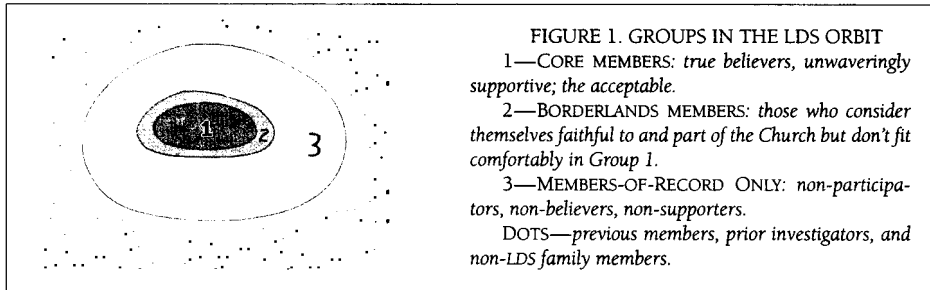 1
2
3
FIGURE 1. GROUPS IN THE LDS ORBIT
1—CORE MEMBERS: true believers, unwaveringly
supportive; the acceptable.
2—BORDERLANDS MEMBERS: those who consider
themselves faithful to and part of the Church but don't fit
comfortably in Group 1.
3—MEMBERS-OF-RECORD ONLY: non-participa-
tors, non-believers, non-supporters.
DOTS—previous members, prior investigators, and
non-LDS family members.